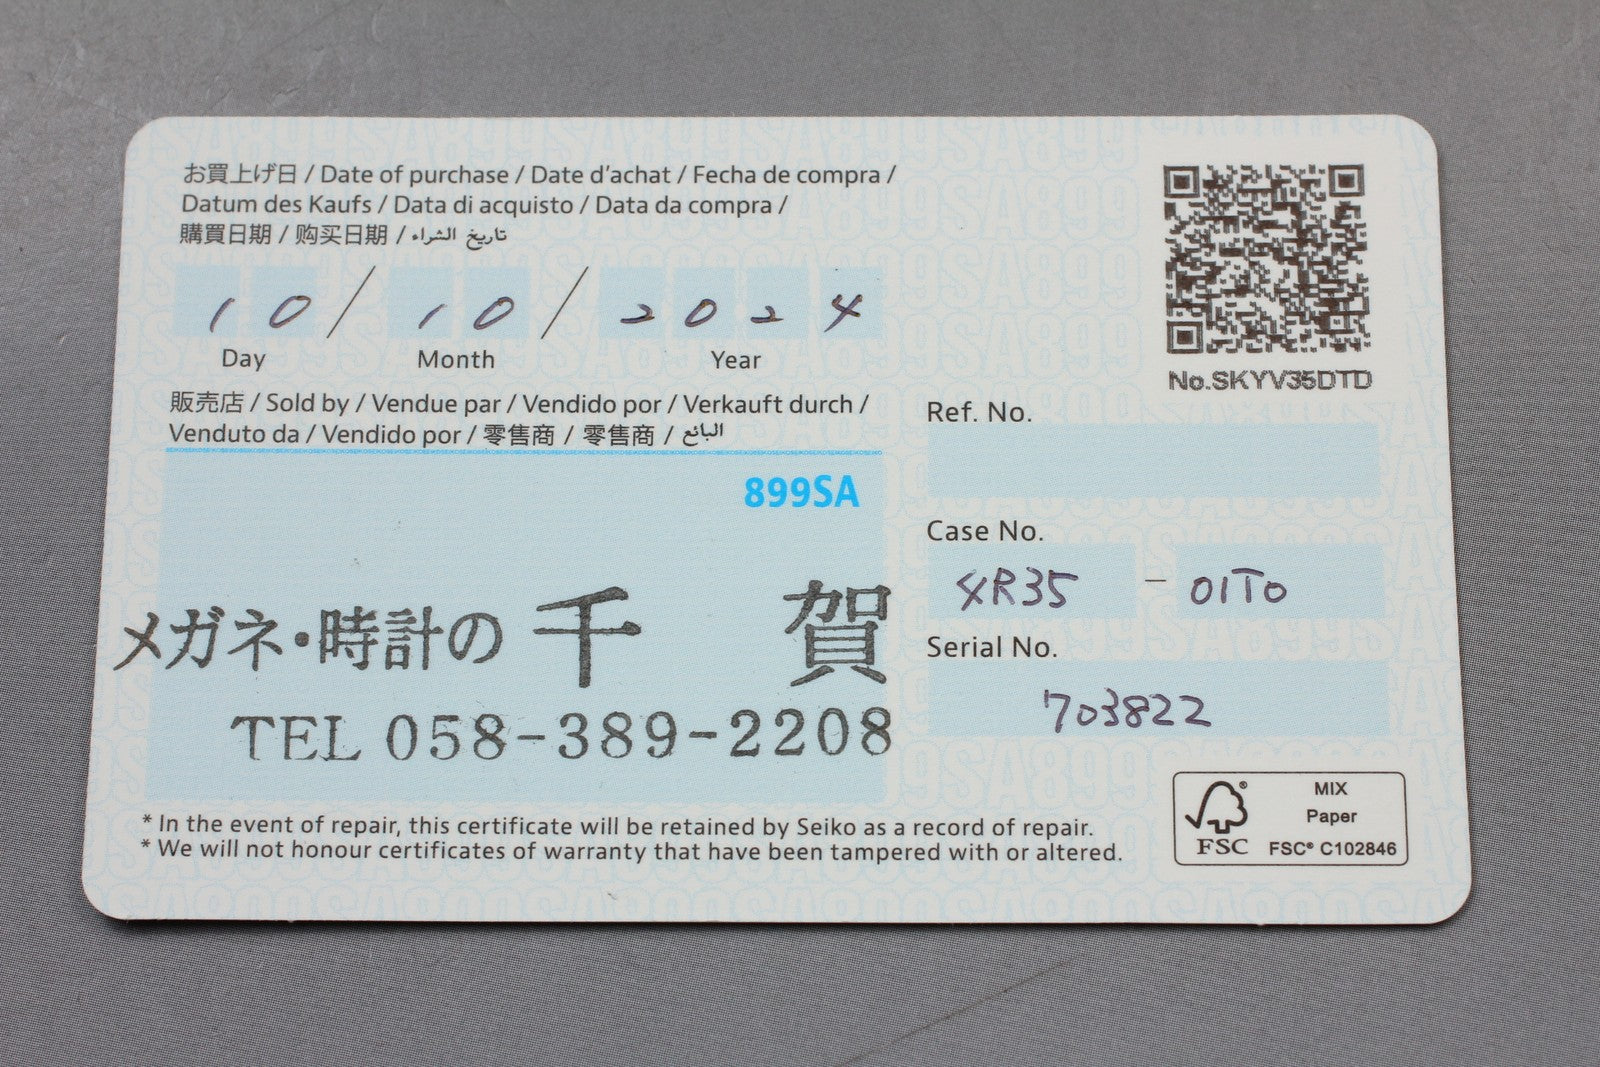 お買上げ日 / Date of purchase / Date d'achat / Fecha de compra /
Datum des Kaufs / Data di acquisto / Data da compra /
購買日期 / 购买日期 / تاريخ الشراء
10 / 10 / 2024
Day Month Year
No.SKYV35DTD
販売店 / Sold by / Vendue par / Vendido por / Verkauft durch /
Venduto da / Vendido por / 零售商 / 零售商 / البائع
899SA
メガネ・時計の 千 賀
TEL 058-389-2208
Ref. No.
Case No.
4R35 - 01T0
Serial No.
703822
* In the event of repair, this certificate will be retained by Seiko as a record of repair.
* We will not honour certificates of warranty that have been tampered with or altered.
FSC®
MIX
Paper
FSC® C102846